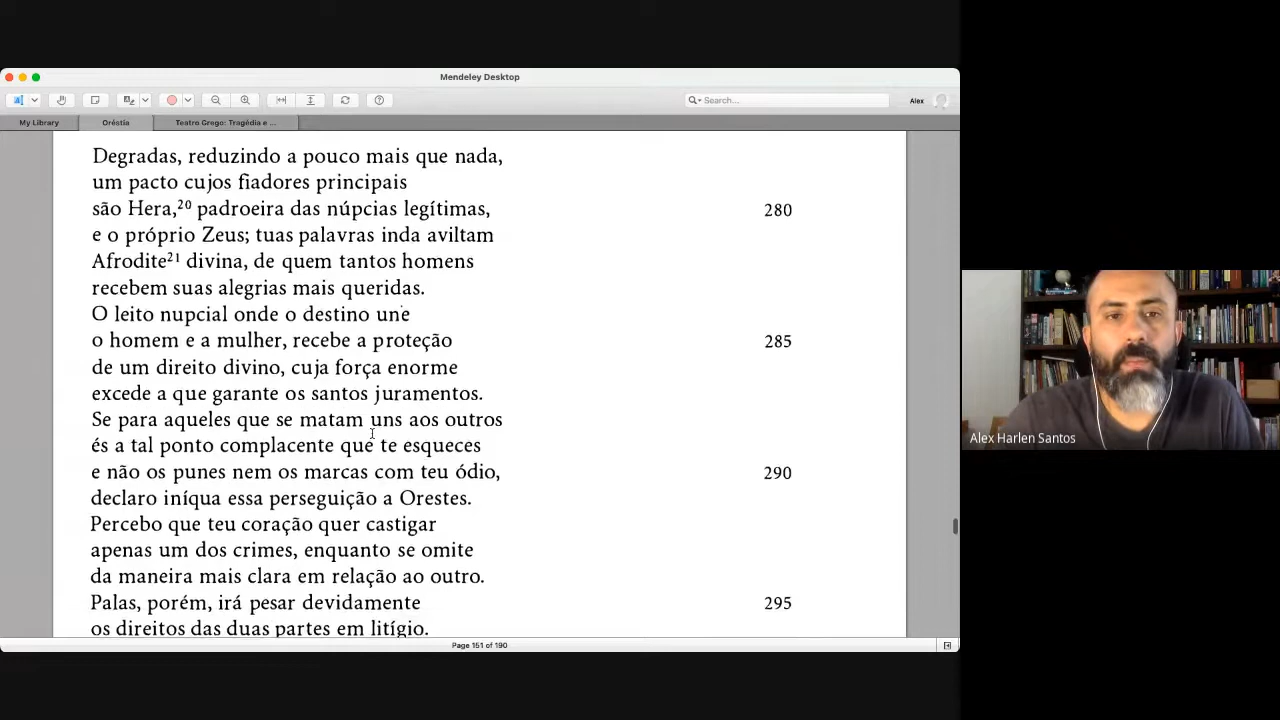 Mendeley Desktop
Search...
Alex
My Library
Oréstia
Teatro Grego: Tragédia e ...
Degradas, reduzindo a pouco mais que nada,
um pacto cujos fiadores principais
são Hera,²⁰ padroeira das núpcias legítimas, 280
e o próprio Zeus; tuas palavras inda aviltam
Afrodite²¹ divina, de quem tantos homens
recebem suas alegrias mais queridas.
O leito nupcial onde o destino une
o homem e a mulher, recebe a proteção 285
de um direito divino, cuja força enorme
excede a que garante os santos juramentos.
Se para aqueles que se matam uns aos outros
és a tal ponto complacente que te esqueces
e não os punes nem os marcas com teu ódio, 290
declaro iníqua essa perseguição a Orestes.
Percebo que teu coração quer castigar
apenas um dos crimes, enquanto se omite
da maneira mais clara em relação ao outro.
Palas, porém, irá pesar devidamente 295
os direitos das duas partes em litígio.
Page 151 of 190
Alex Harlen Santos